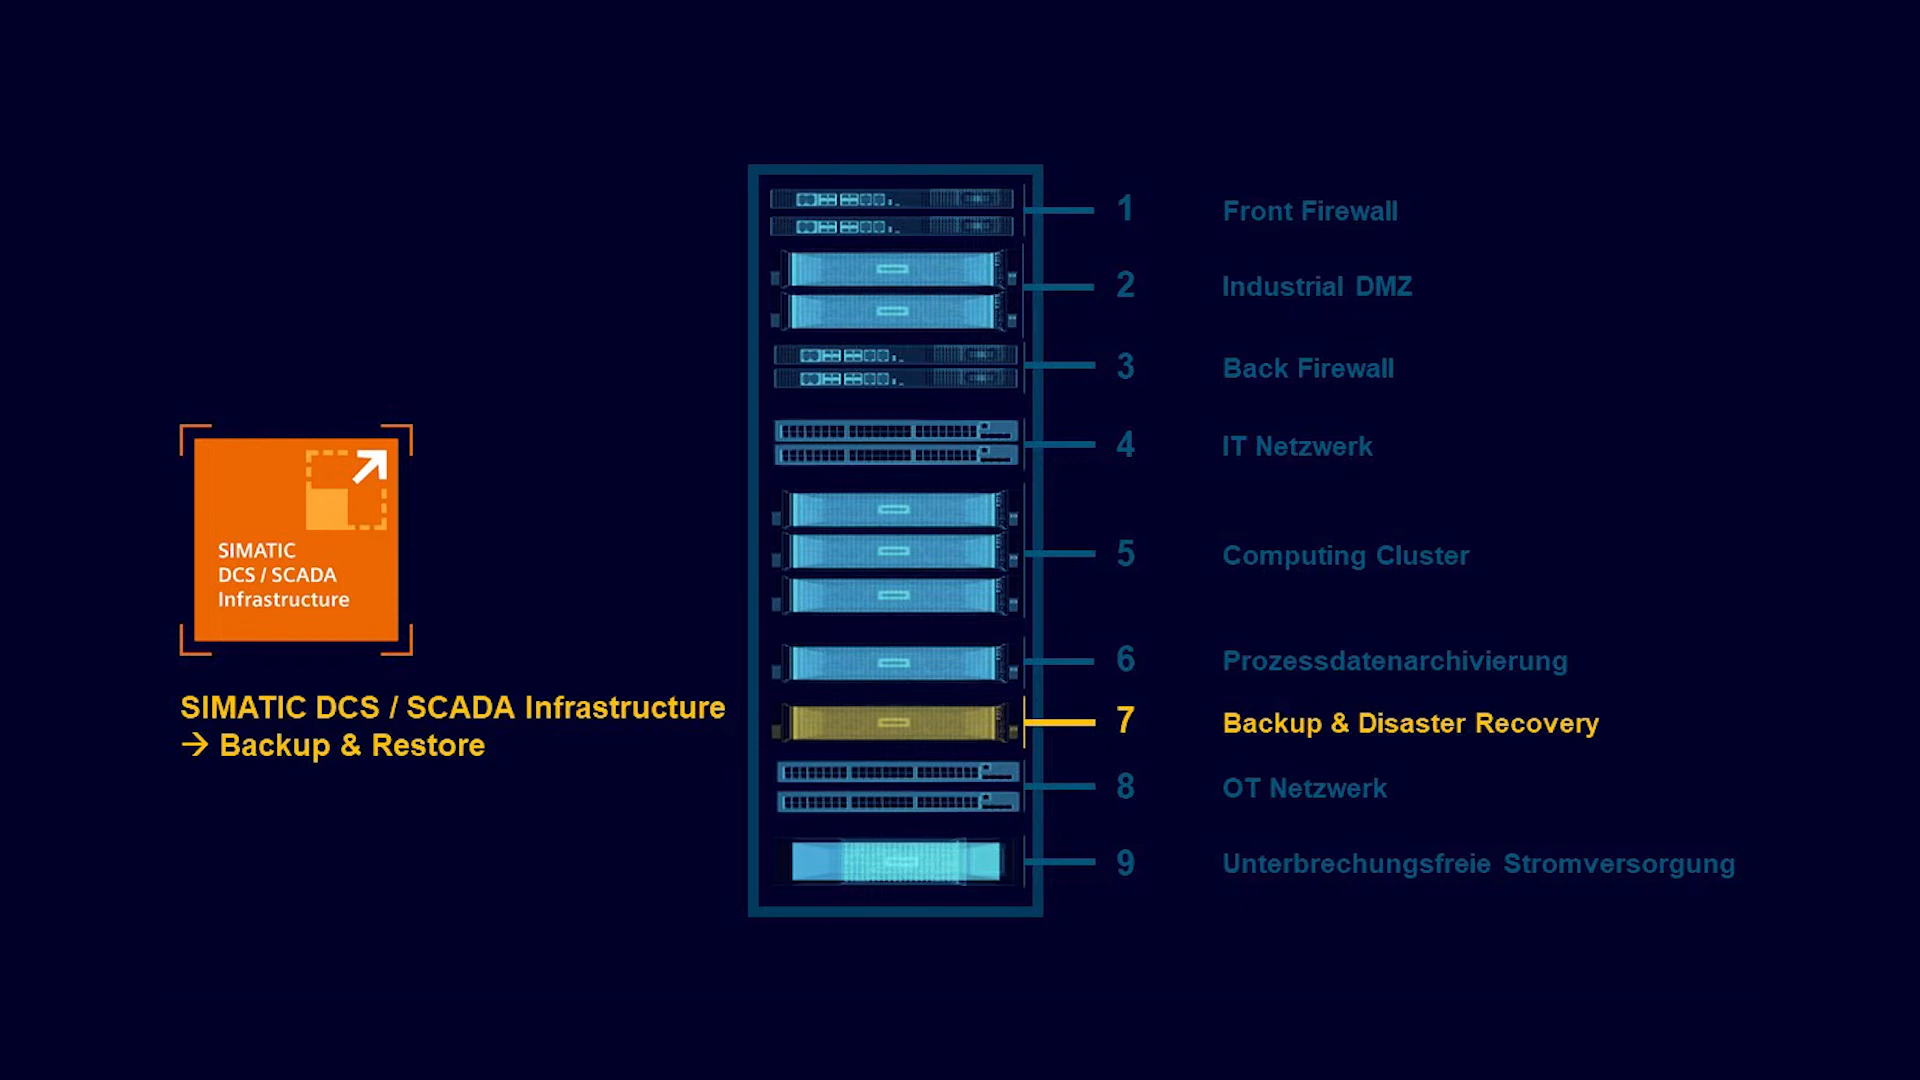 SIMATIC
DCS / SCADA
Infrastructure
SIMATIC DCS / SCADA Infrastructure
→ Backup & Restore
1 Front Firewall
2 Industrial DMZ
3 Back Firewall
4 IT Netzwerk
5 Computing Cluster
6 Prozessdatenarchivierung
7 Backup & Disaster Recovery
8 OT Netzwerk
9 Unterbrechungsfreie Stromversorgung